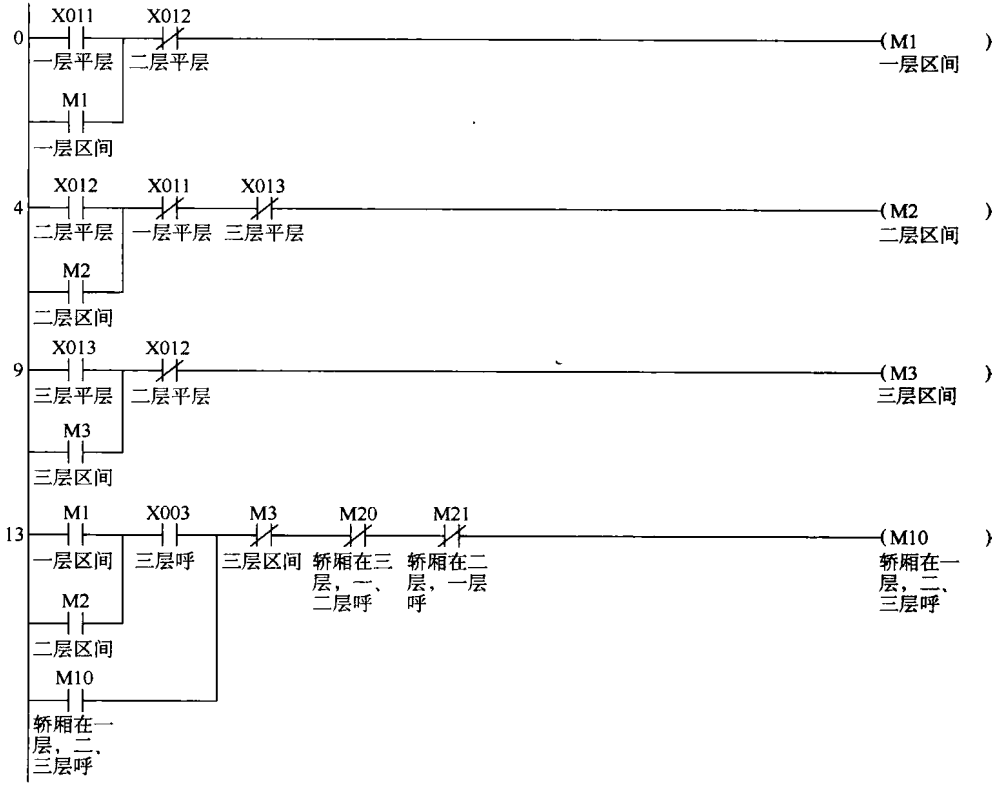 X011 X012
0 (M1 )
一层平层 二层平层 一层区间
M1
一层区间
X012 X011 X013
4 (M2 )
二层平层 一层平层 三层平层 二层区间
M2
二层区间
X013 X012
9 (M3 )
三层平层 二层平层 三层区间
M3
三层区间
M1 X003 M3 M20 M21
13 (M10 )
一层区间 三层呼 三层区间 轿厢在三 轿厢在二 轿厢在一
层，一、 层，一层 层，二、
二层呼 呼 三层呼
M2
二层区间
M10
轿厢在一
层，二、
三层呼